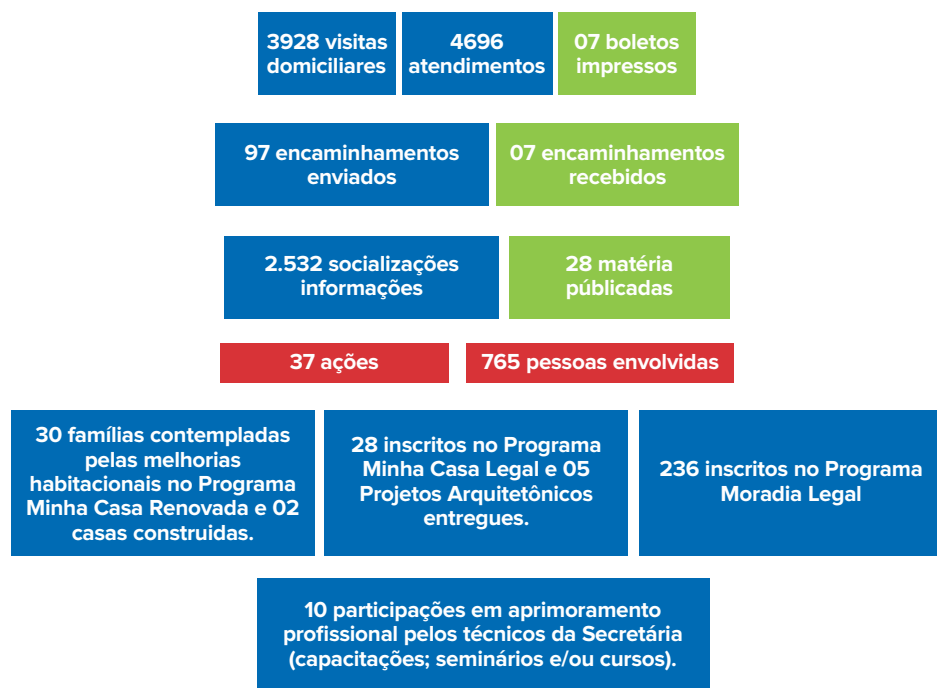 3928 visitas
domiciliares
4696
atendimentos
07 boletos
impressos
97 encaminhamentos
enviados
07 encaminhamentos
recebidos
2.532 socializações
informações
28 matéria
públicadas
37 ações
765 pessoas envolvidas
30 famílias contempladas
pelas melhorias
habitacionais no Programa
Minha Casa Renovada e 02
casas construidas.
28 inscritos no Programa
Minha Casa Legal e 05
Projetos Arquitetônicos
entregues.
236 inscritos no Programa
Moradia Legal
10 participações em aprimoramento
profissional pelos técnicos da Secretária
(capacitações; seminários e/ou cursos).